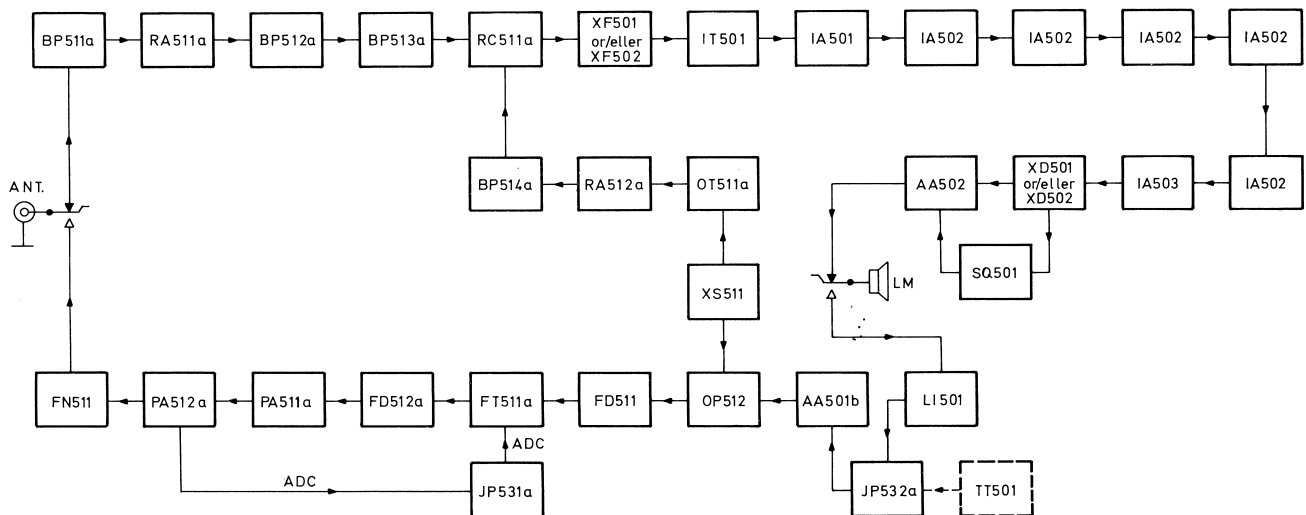 BP511a
RA511a
BP512a
BP513a
RC511a
XF501
or/eller
XF502
IT501
IA501
IA502
IA502
IA502
IA502
BP514a
RA512a
OT511a
AA502
XD501
or/eller
XD502
IA503
IA502
ANT.
XS511
LM
SQ501
FN511
PA512a
PA511a
FD512a
FT511a
FD511
OP512
AA501b
LI501
ADC
ADC
JP531a
JP532a
TT501